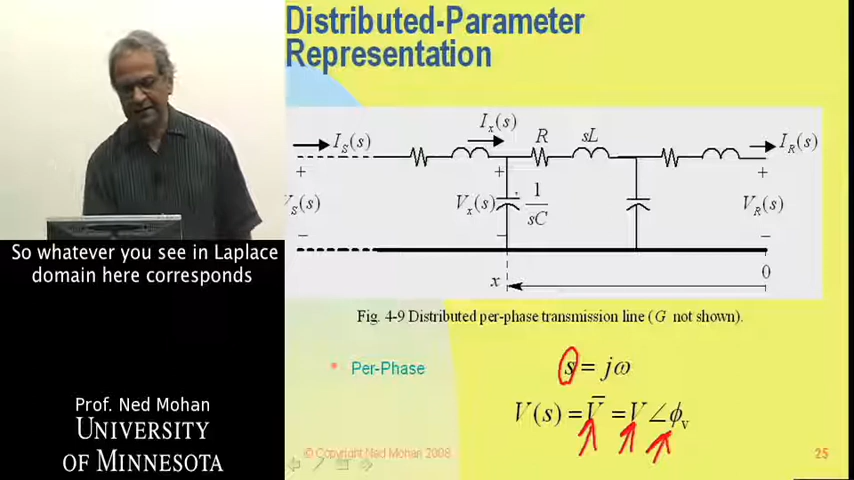 Distributed-Parameter
Representation
I_S(s)
I_x(s)
R
sL
I_R(s)
+
+
+
V_S(s)
V_x(s)
1
sC
V_R(s)
−
−
−
x
0
Fig. 4-9 Distributed per-phase transmission line (G not shown).
So whatever you see in Laplace
domain here corresponds
• Per-Phase
s = jω
V(s) = V̅ = V∠ϕ_v
Prof. Ned Mohan
UNIVERSITY
OF MINNESOTA
© Copyright Ned Mohan 2008
25